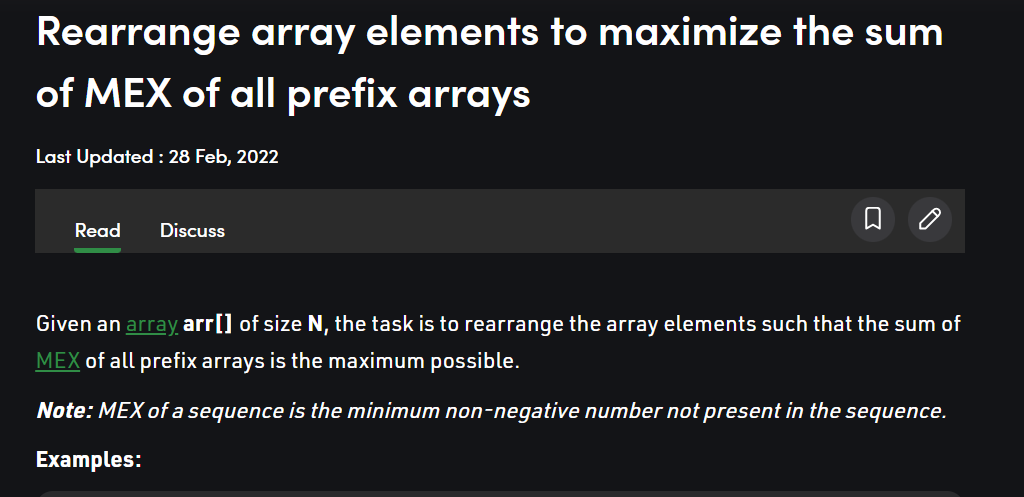 Rearrange array elements to maximize the sum
of MEX of all prefix arrays
Last Updated : 28 Feb, 2022
Read Discuss
Given an array arr[] of size N, the task is to rearrange the array elements such that the sum of
MEX of all prefix arrays is the maximum possible.
Note: MEX of a sequence is the minimum non-negative number not present in the sequence.
Examples: